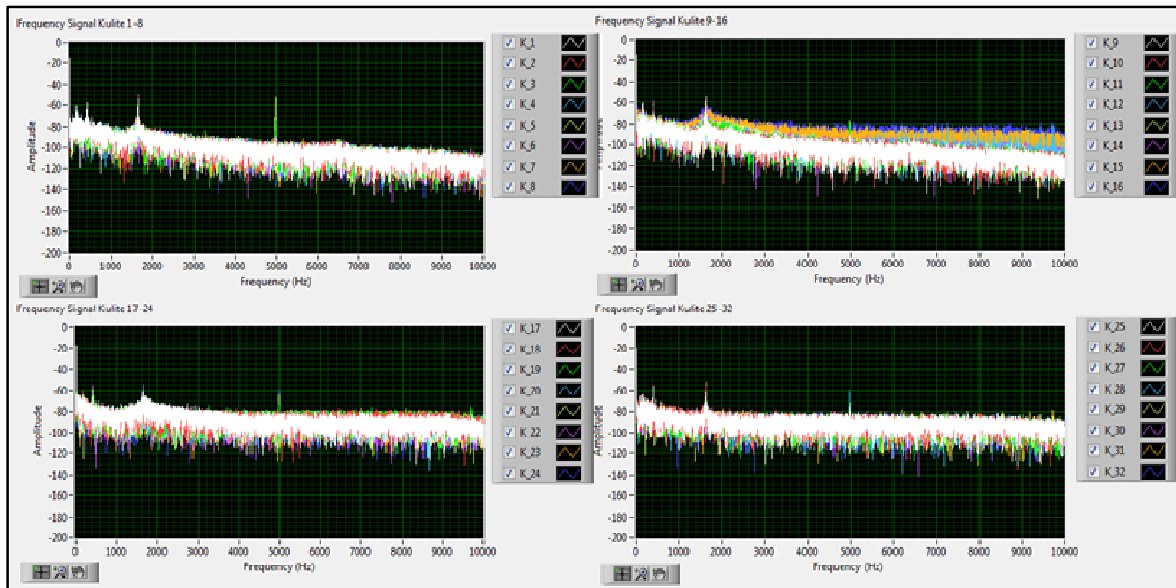 Frequency Signal Kulite 1-8
Amplitude
0
-20
-40
-60
-80
-100
-120
-140
-160
-180
-200
0 1000 2000 3000 4000 5000 6000 7000 8000 9000 10000
Frequency (Hz)
K_1
K_2
K_3
K_4
K_5
K_6
K_7
K_8
Frequency Signal Kulite 9-16
0
-20
-40
-60
-80
-100
-120
-140
-160
-180
-200
0 1000 2000 3000 4000 5000 6000 7000 8000 9000 10000
Frequency (Hz)
K_9
K_10
K_11
K_12
K_13
K_14
K_15
K_16
Frequency Signal Kulite 17-24
Amplitude
0
-20
-40
-60
-80
-100
-120
-140
-160
-180
-200
0 1000 2000 3000 4000 5000 6000 7000 8000 9000 10000
Frequency (Hz)
K_17
K_18
K_19
K_20
K_21
K_22
K_23
K_24
Frequency Signal Kulite 25-32
Amplitude
0
-20
-40
-60
-80
-100
-120
-140
-160
-180
-200
0 1000 2000 3000 4000 5000 6000 7000 8000 9000 10000
Frequency (Hz)
K_25
K_26
K_27
K_28
K_29
K_30
K_31
K_32